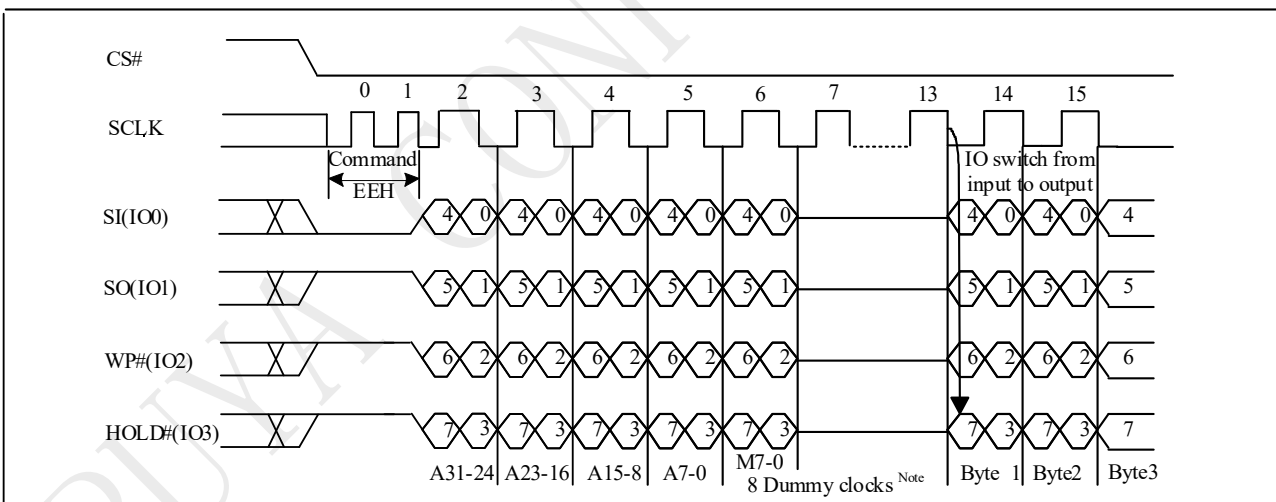 CS#
0 1 2 3 4 5 6 7 13 14 15
SCLK
Command
EEH
IO switch from
input to output
SI(IO0)
4 0 4 0 4 0 4 0 4 0 4 0 4 0 4
SO(IO1)
5 1 5 1 5 1 5 1 5 1 5 1 5 1 5
WP#(IO2)
6 2 6 2 6 2 6 2 6 2 6 2 6 2 6
HOLD#(IO3)
7 3 7 3 7 3 7 3 7 3 7 3 7 3 7
A31-24 A23-16 A15-8 A7-0 M7-0 Byte 1 Byte2 Byte3
8 Dummy clocks Note
PUYA CONF